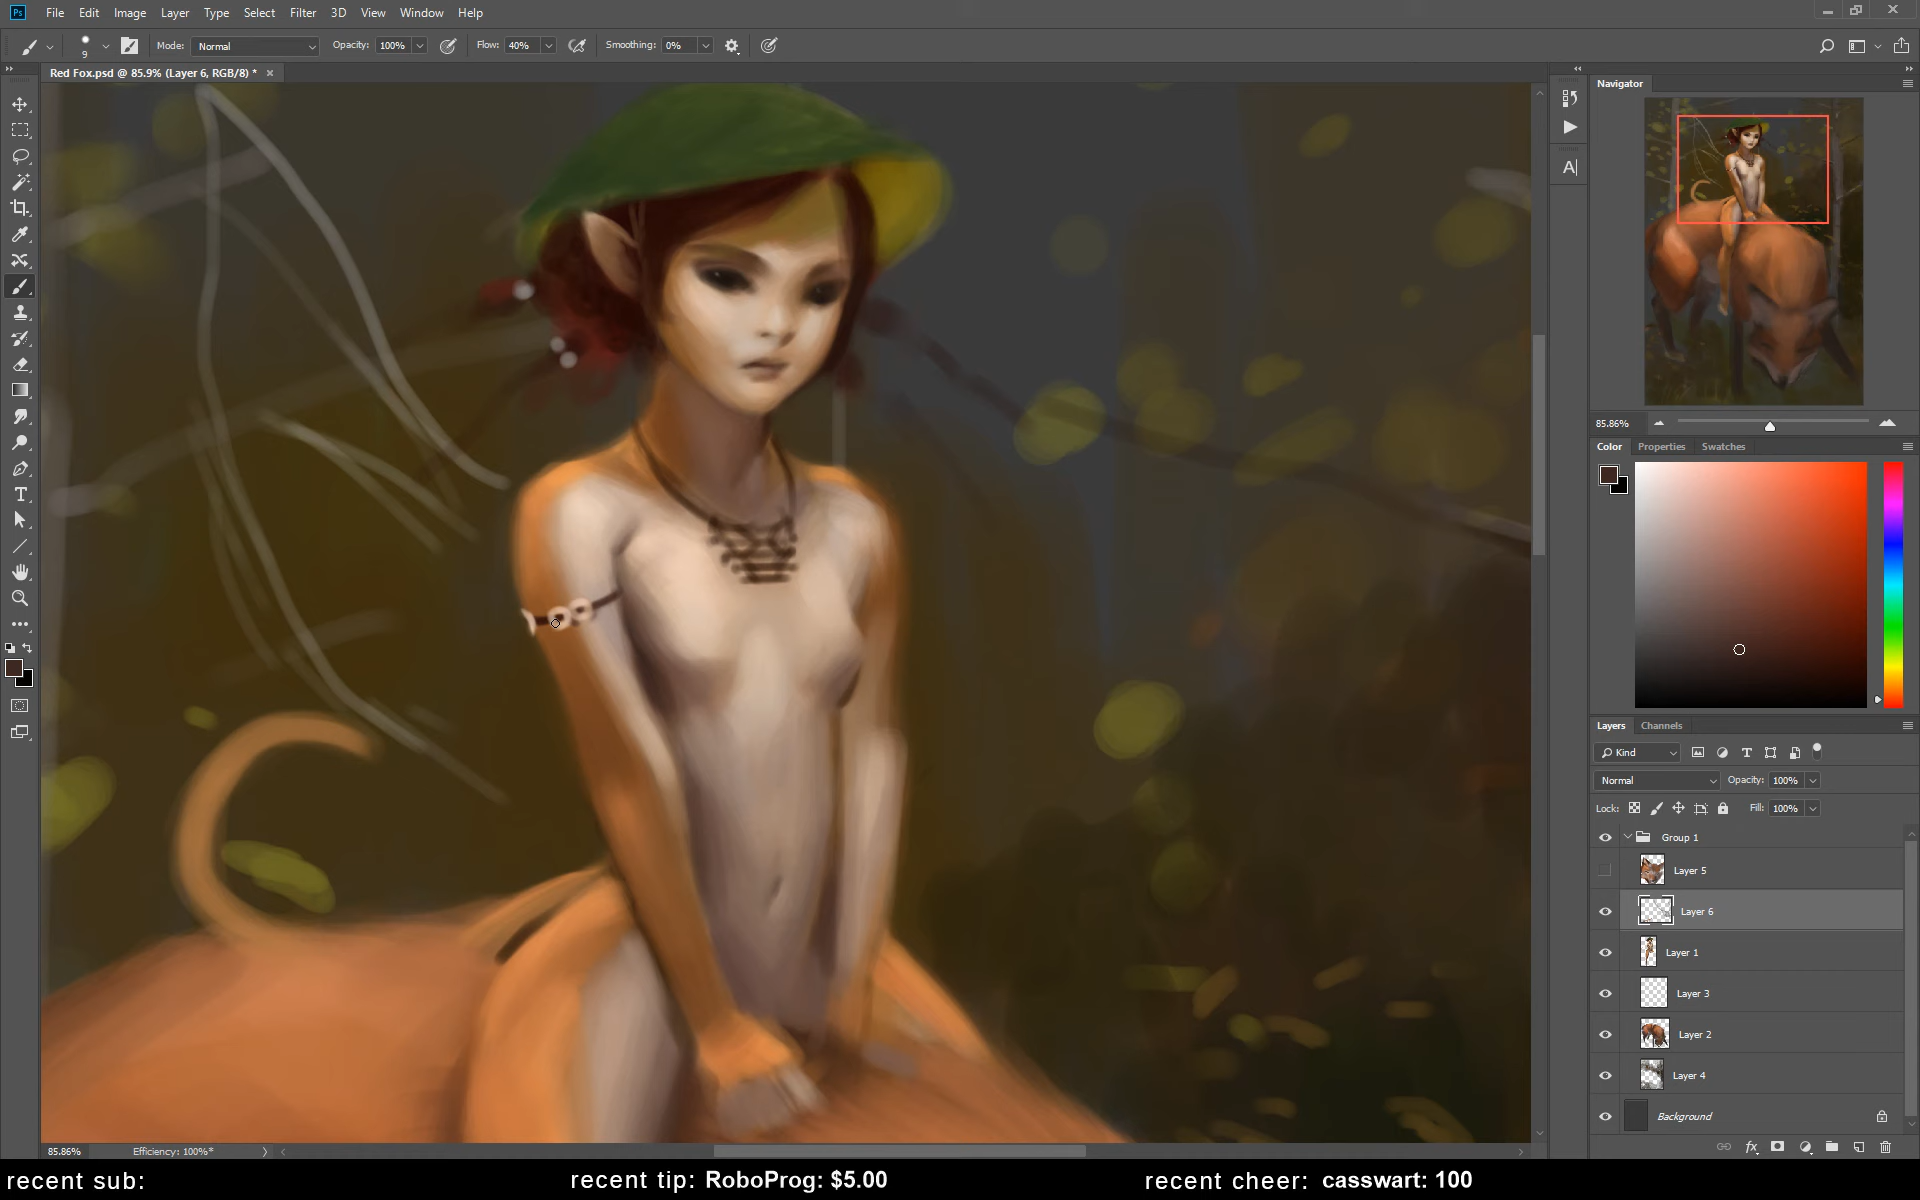 Ps File Edit Image Layer Type Select Filter 3D View Window Help
9 Mode: Normal Opacity: 100% Flow: 40% Smoothing: 0%
Red Fox.psd @ 85.9% (Layer 6, RGB/8) * ×
Navigator
85.86%
Color Properties Swatches
Layers Channels
Kind
Normal Opacity: 100%
Lock: Fill: 100%
Group 1
Layer 5
Layer 6
Layer 1
Layer 3
Layer 2
Layer 4
Background
fx
85.86% Efficiency: 100%*
recent sub: recent tip: RoboProg: $5.00 recent cheer: casswart: 100